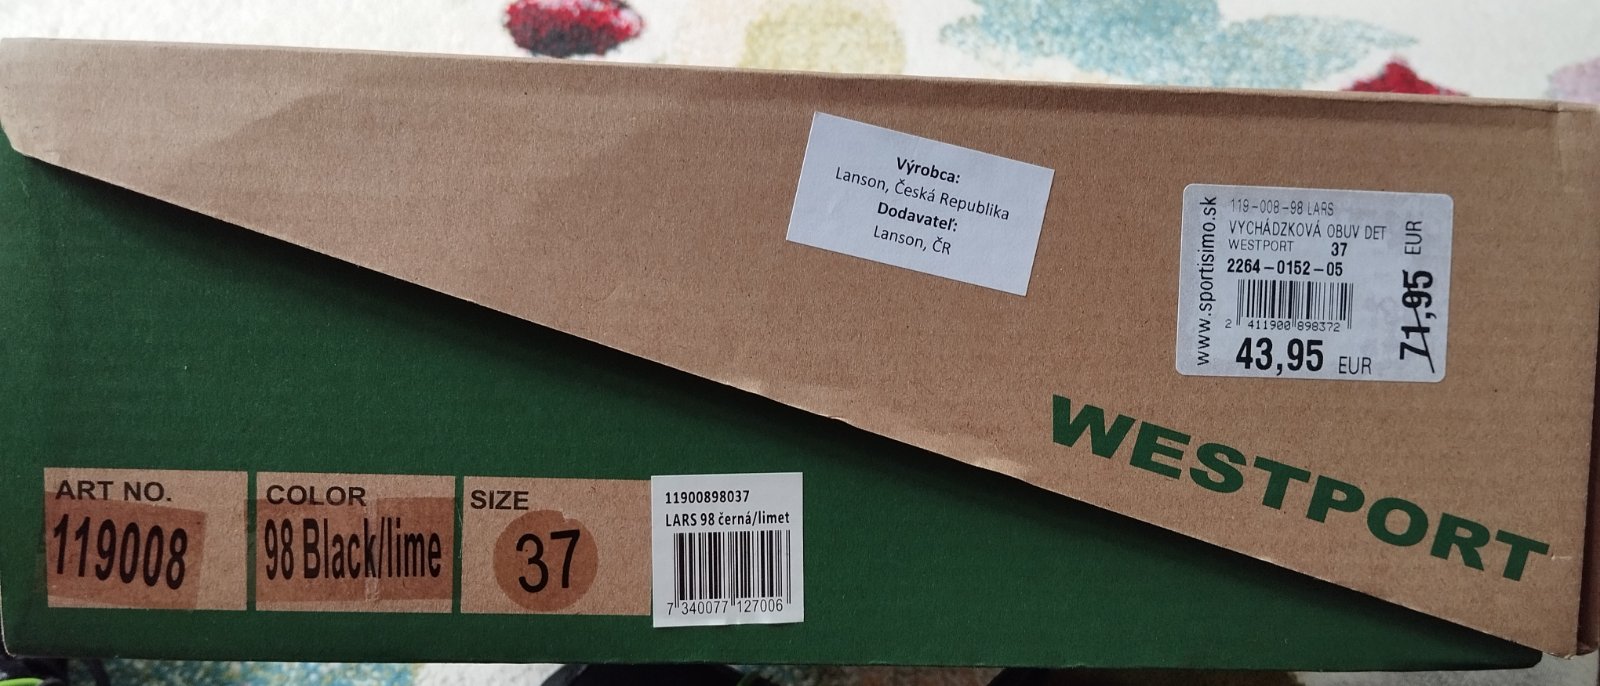 Výrobca:
Lanson, Česká Republika
Dodavateľ:
Lanson, ČR
www.sportisimo.sk
119-008-98 LARS
VYCHÁDZKOVÁ OBUV DET
WESTPORT 37
2264-0152-05
2 411900 898372
43,95 EUR
71,95 EUR
WESTPORT
ART NO.
119008
COLOR
98 Black/lime
SIZE
37
11900898037
LARS 98 černá/limet
7 340077 127006